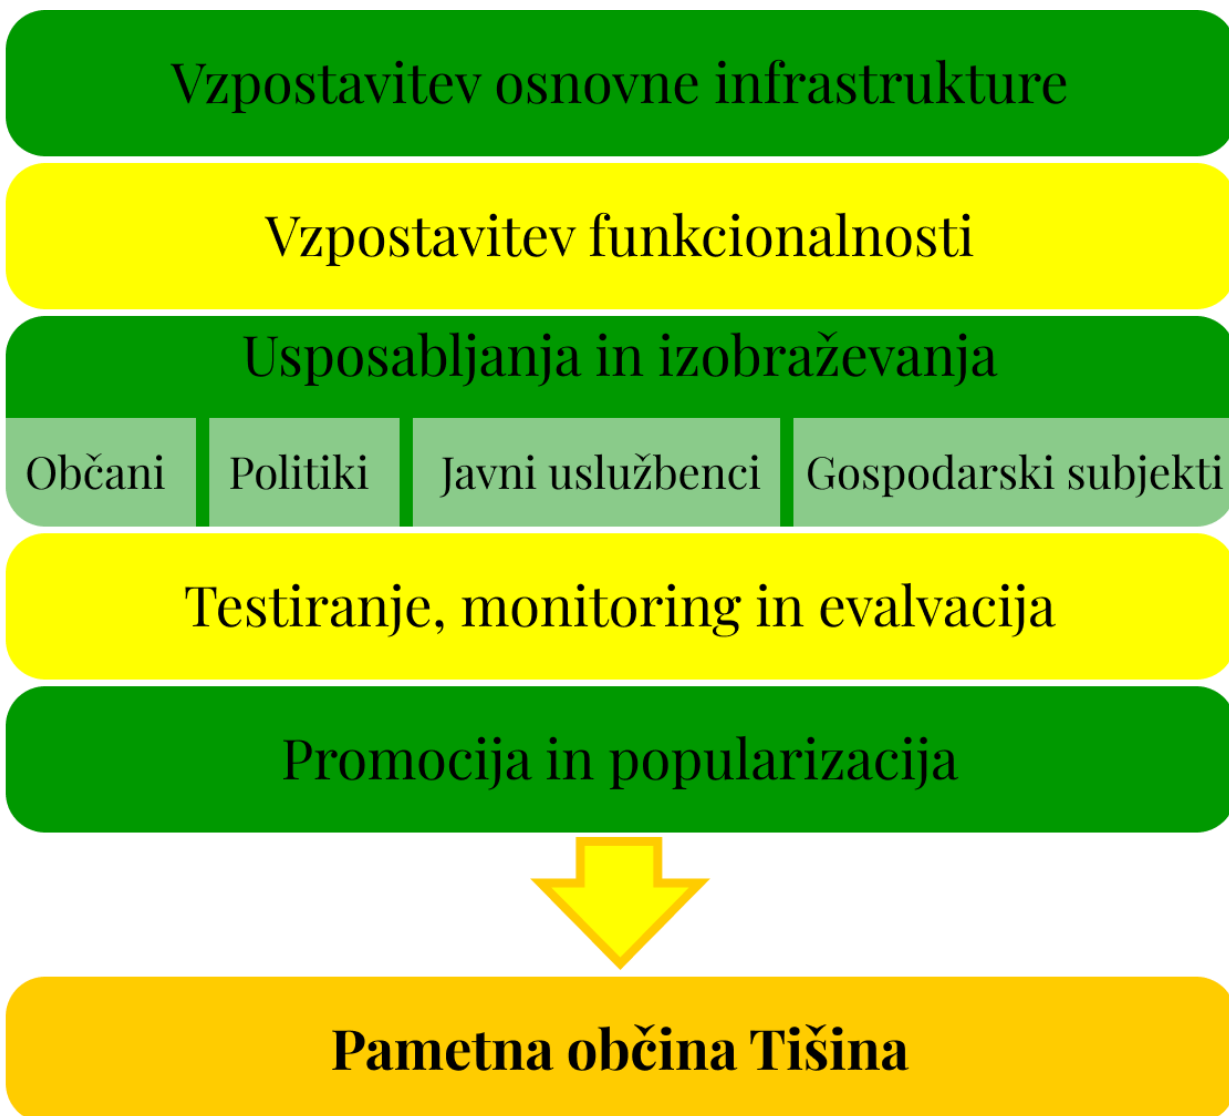 Vzpostavitev osnovne infrastrukture
Vzpostavitev funkcionalnosti
Usposabljanja in izobraževanja
Občani
Politiki
Javni uslužbenci
Gospodarski subjekti
Testiranje, monitoring in evalvacija
Promocija in popularizacija
Pametna občina Tišina